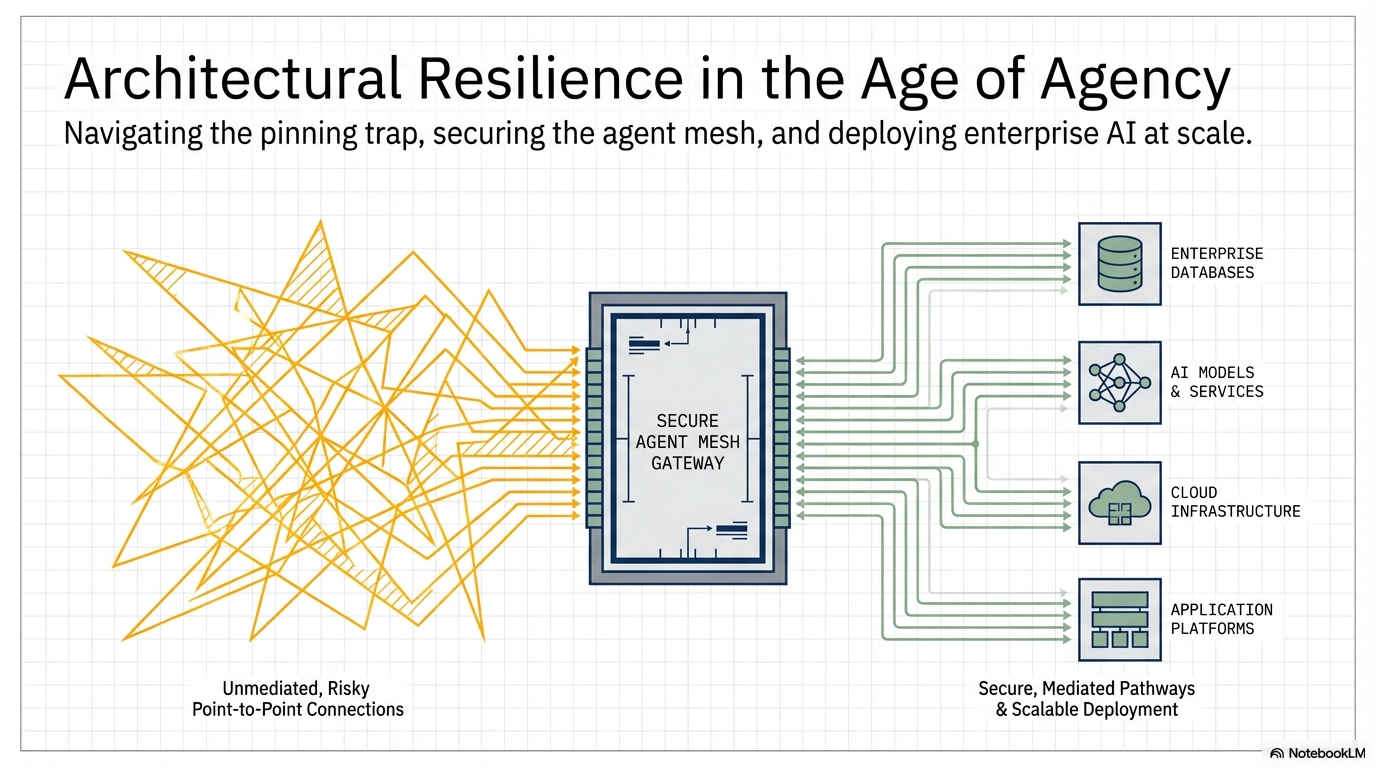 Architectural Resilience in the Age of Agency
Navigating the pinning trap, securing the agent mesh, and deploying enterprise AI at scale.
SECURE
AGENT MESH
GATEWAY
ENTERPRISE
DATABASES
AI MODELS
& SERVICES
CLOUD
INFRASTRUCTURE
APPLICATION
PLATFORMS
Unmediated, Risky
Point-to-Point Connections
Secure, Mediated Pathways
& Scalable Deployment
NotebookLM